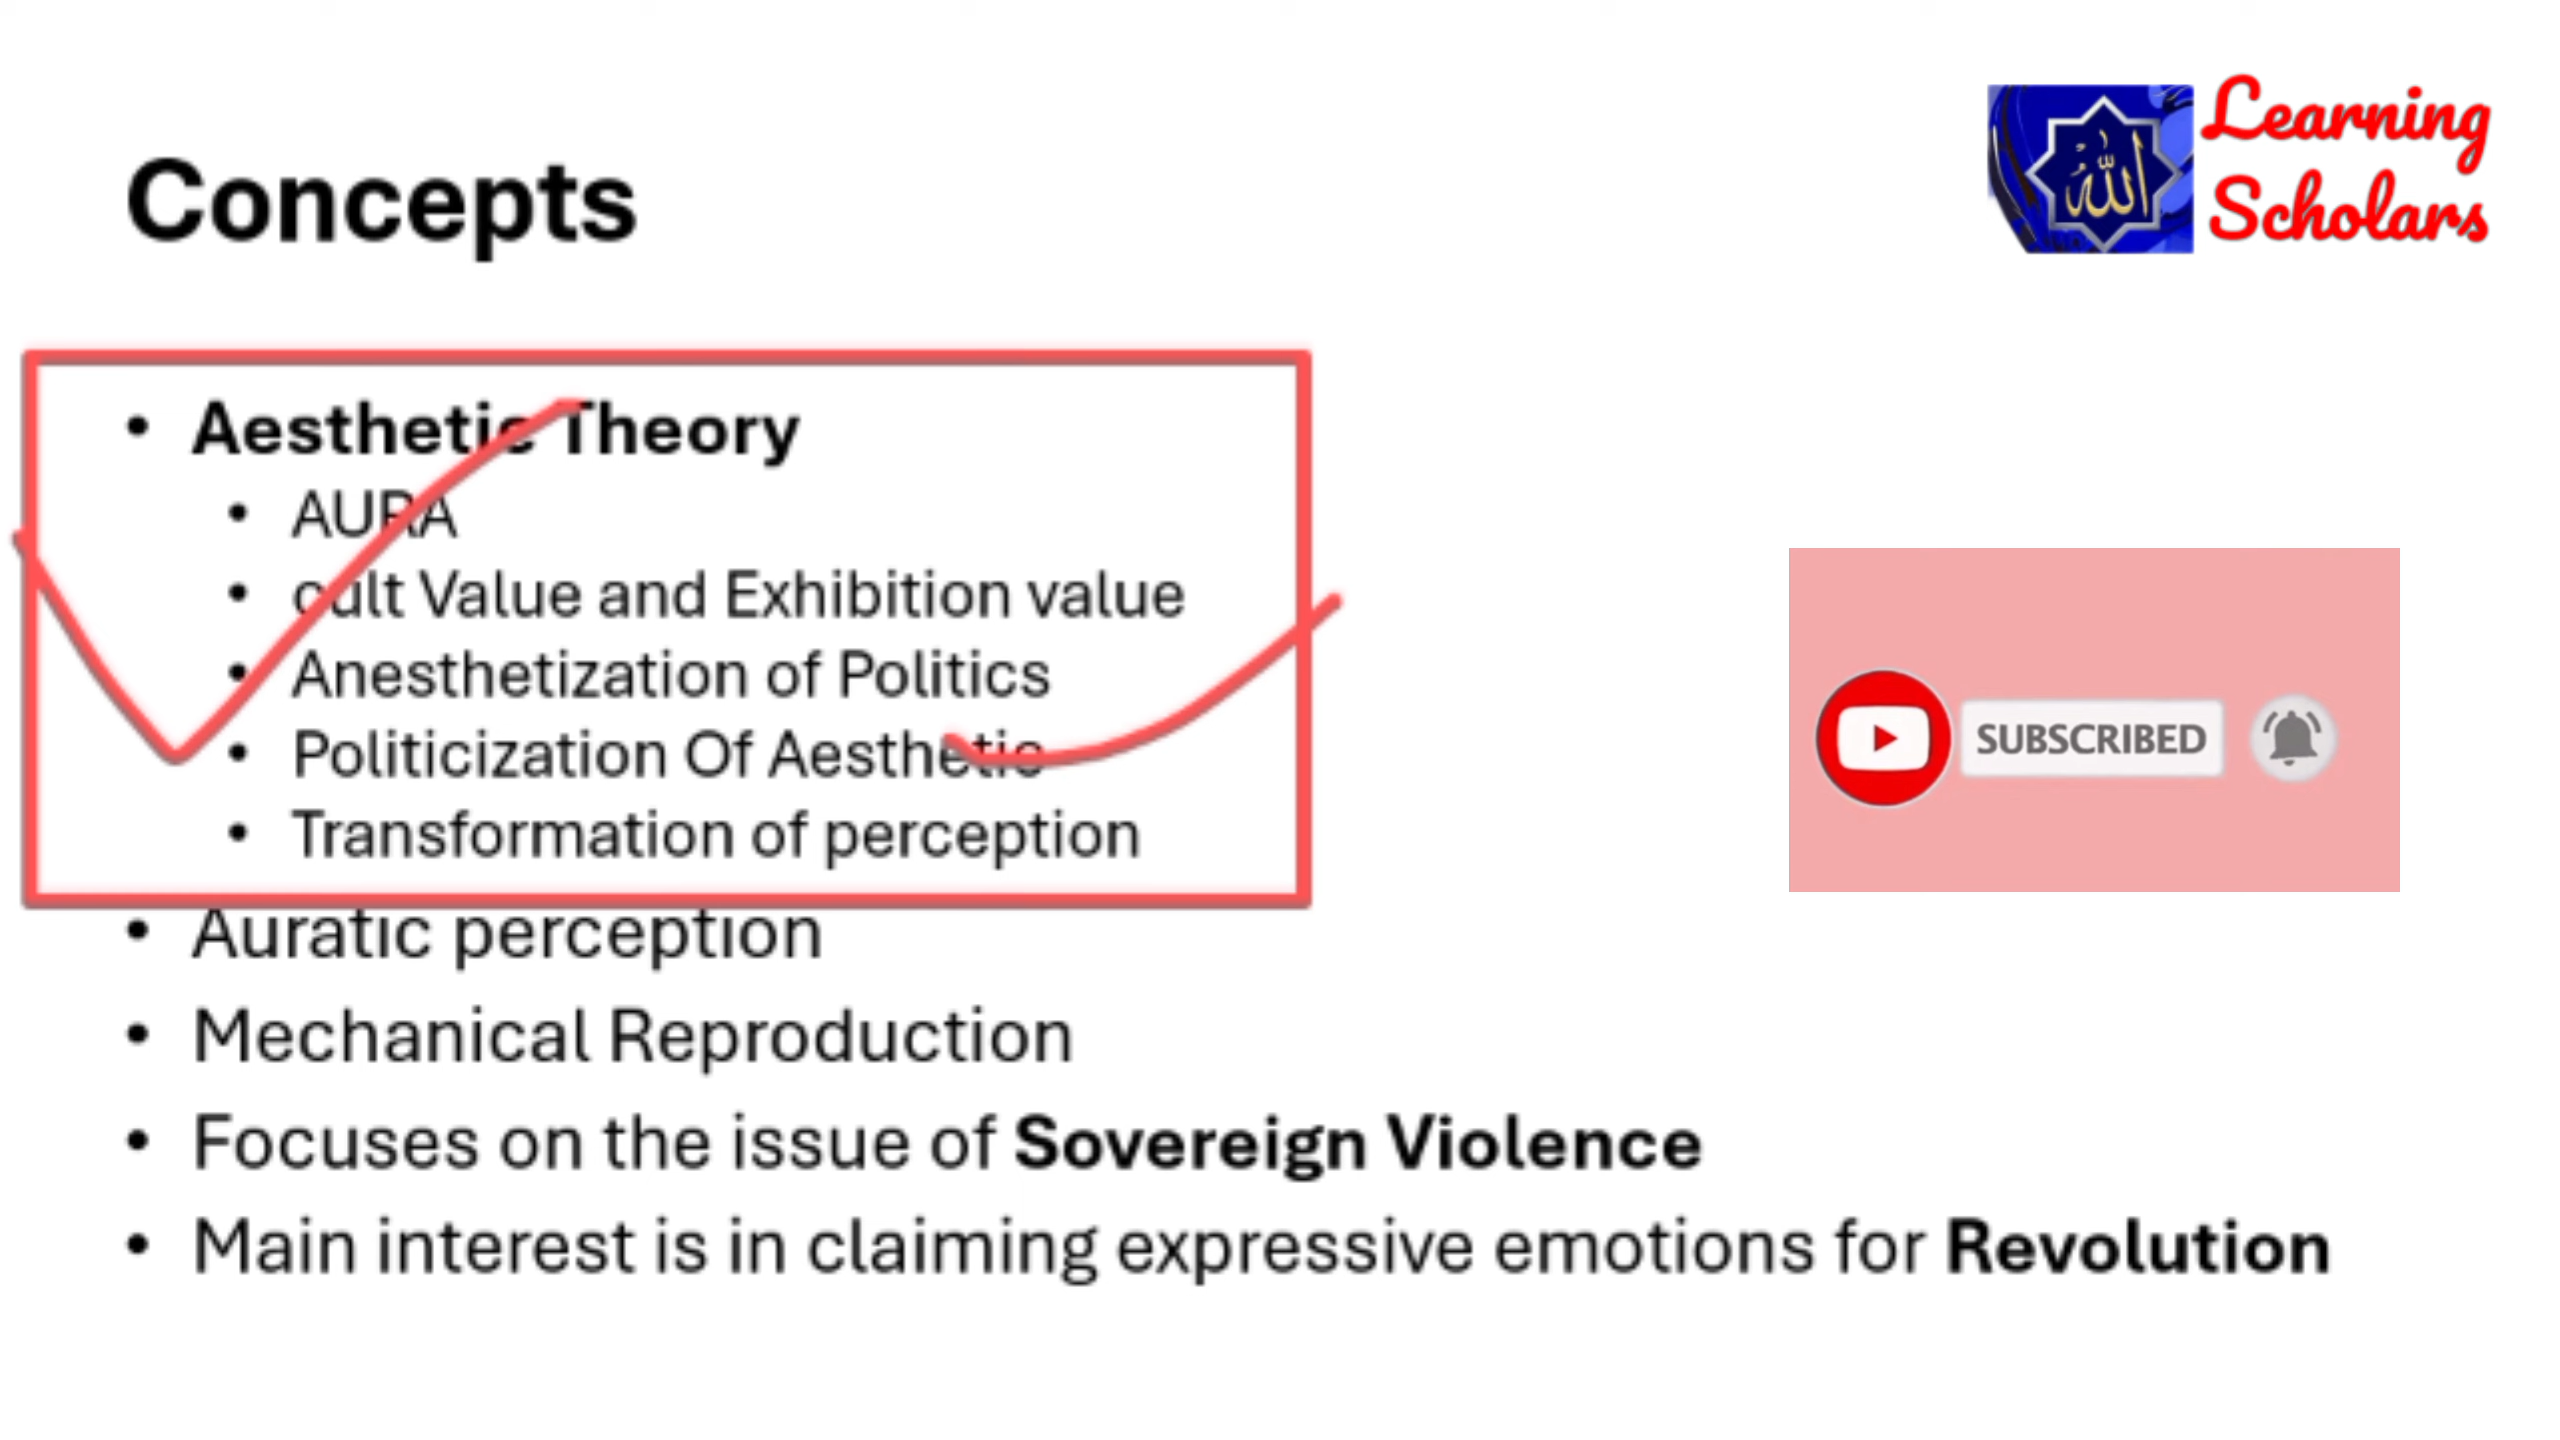 Concepts
الله
Learning
Scholars
• Aesthetic Theory
• AURA
• cult Value and Exhibition value
• Anesthetization of Politics
• Politicization Of Aesthetic
• Transformation of perception
SUBSCRIBED
• Auratic perception
• Mechanical Reproduction
• Focuses on the issue of Sovereign Violence
• Main interest is in claiming expressive emotions for Revolution